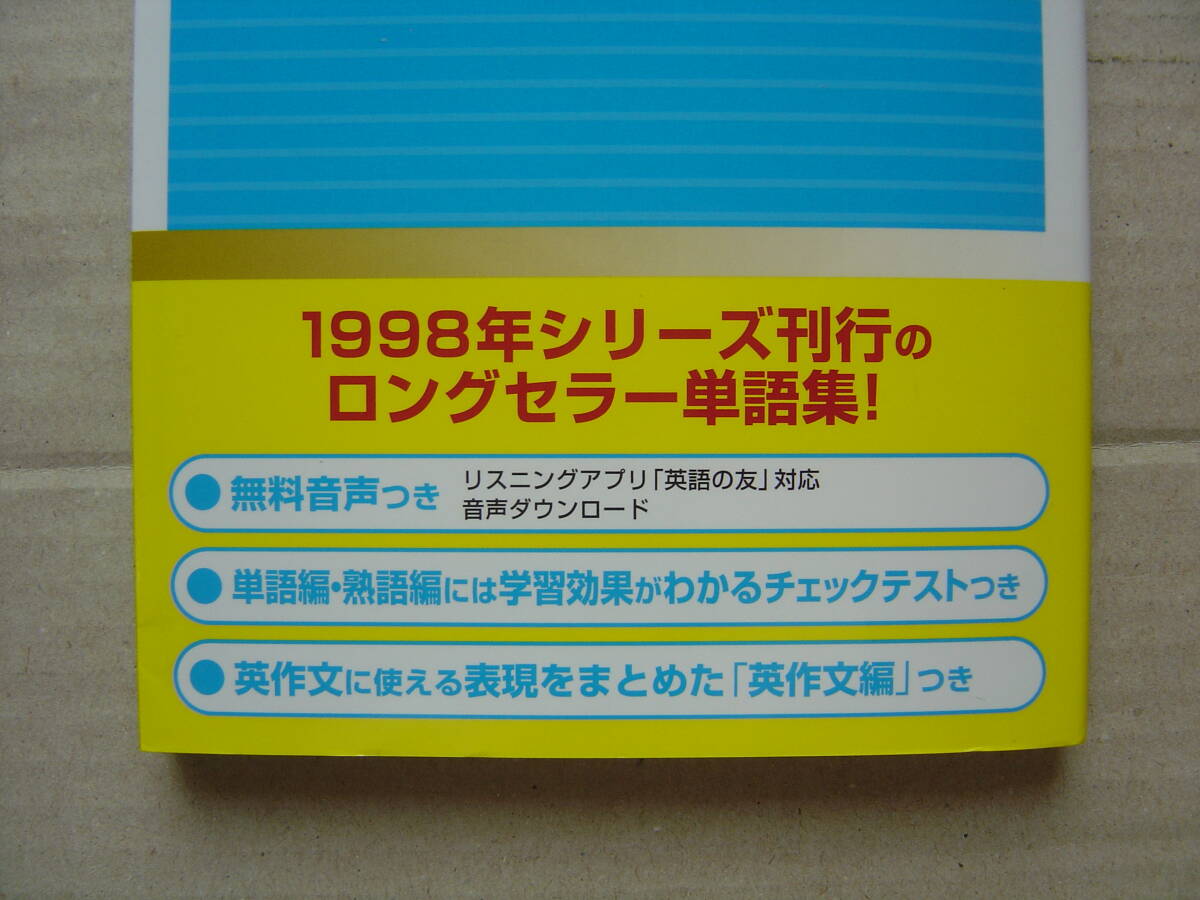 1998年シリーズ刊行の
ロングセラー単語集!
●無料音声つき
リスニングアプリ「英語の友」対応
音声ダウンロード
●単語編・熟語編には学習効果がわかるチェックテストつき
●英作文に使える表現をまとめた「英作文編」つき